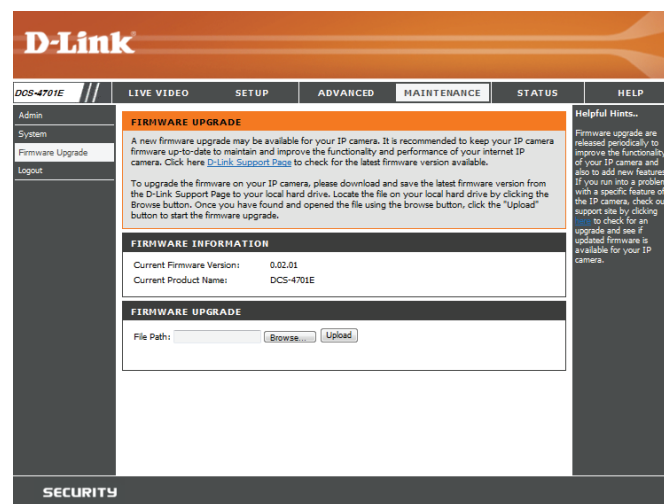 D-Link
DCS-4701E
LIVE VIDEO
SETUP
ADVANCED
MAINTENANCE
STATUS
HELP
Admin
System
Firmware Upgrade
Logout
FIRMWARE UPGRADE
A new firmware upgrade may be available for your IP camera. It is recommended to keep your IP camera
firmware up-to-date to maintain and improve the functionality and performance of your internet IP
camera. Click here D-Link Support Page to check for the latest firmware version available.
To upgrade the firmware on your IP camera, please download and save the latest firmware version from
the D-Link Support Page to your local hard drive. Locate the file on your local hard drive by clicking the
Browse button. Once you have found and opened the file using the browse button, click the "Upload"
button to start the firmware upgrade.
FIRMWARE INFORMATION
Current Firmware Version: 0.02.01
Current Product Name: DCS-4701E
FIRMWARE UPGRADE
File Path: Browse... Upload
Helpful Hints..
Firmware upgrade are
released periodically to
improve the functionality
of your IP camera and
also to add new features
If you run into a problem
with a specific feature of
the IP camera, check ou
support site by clicking
here to check for an
upgrade and see if
updated firmware is
available for your IP
camera.
SECURITY